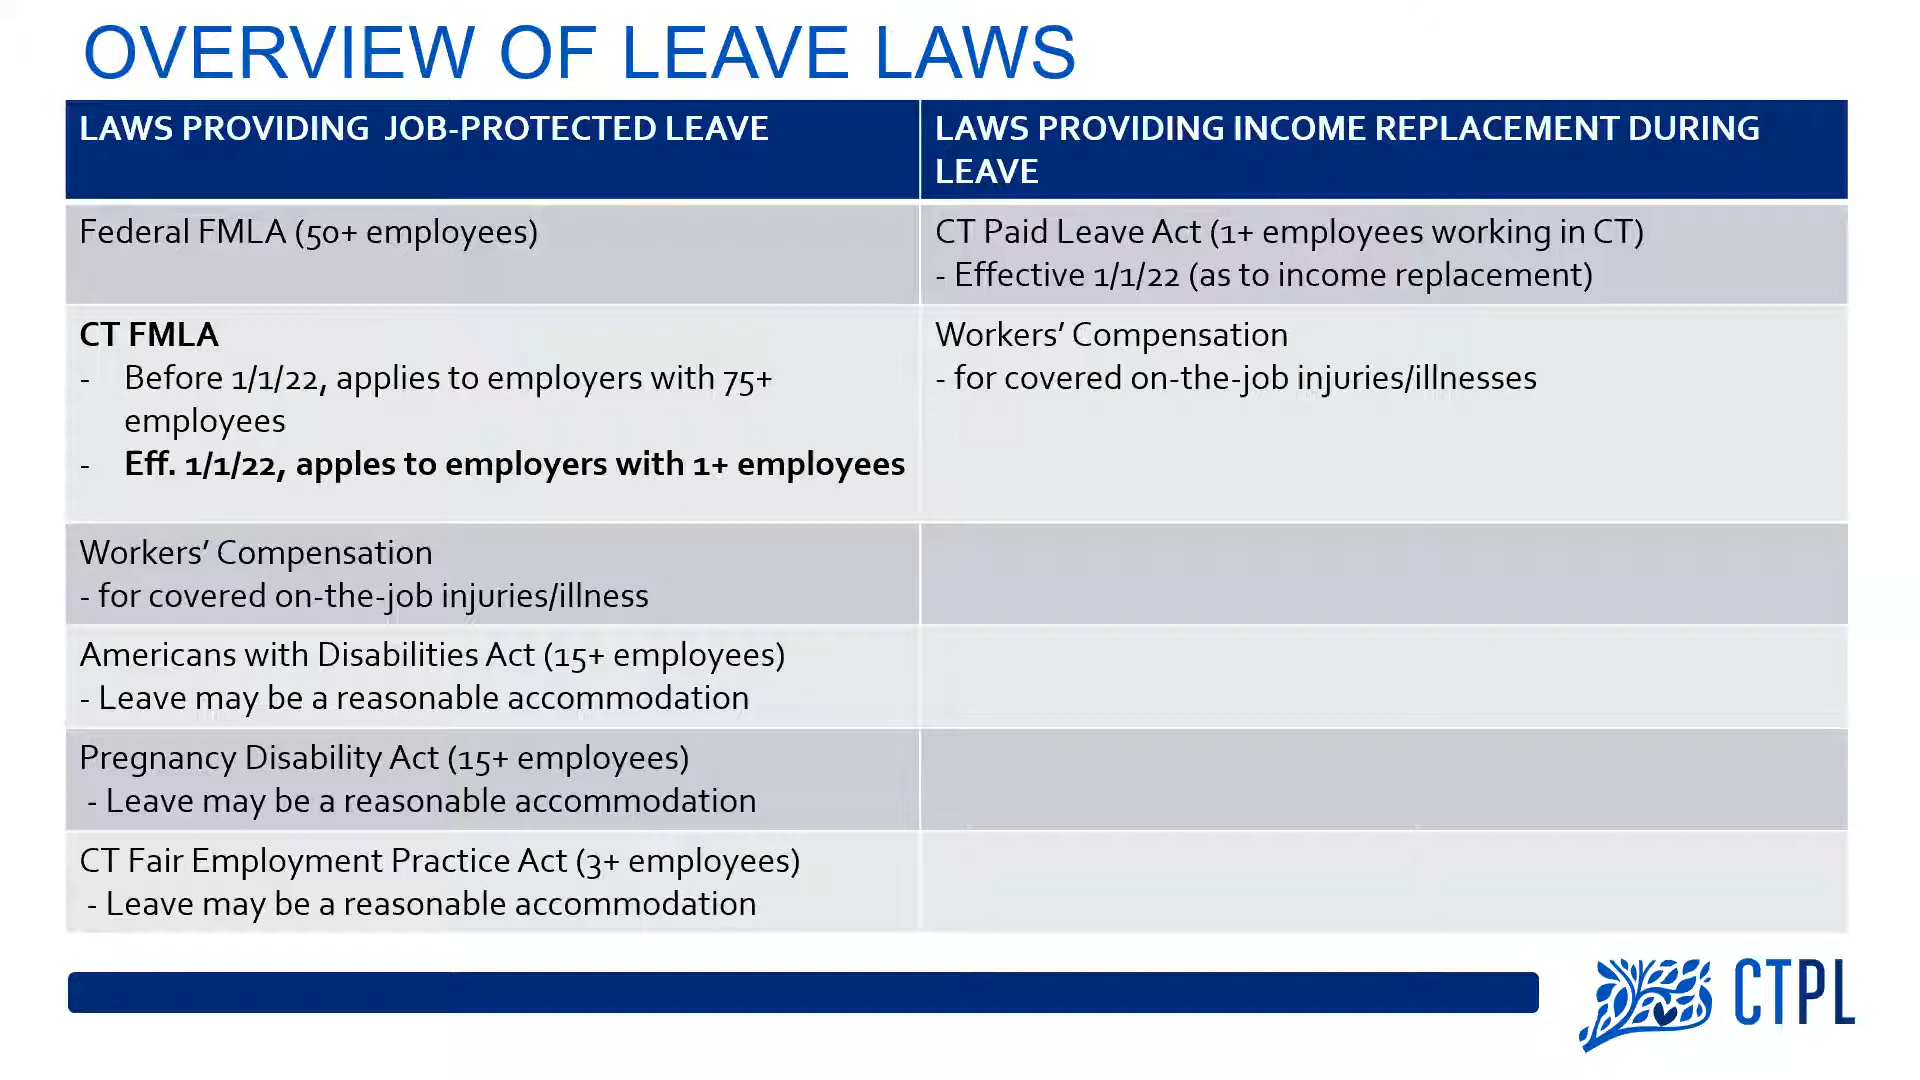 OVERVIEW OF LEAVE LAWS
LAWS PROVIDING JOB-PROTECTED LEAVE
LAWS PROVIDING INCOME REPLACEMENT DURING
LEAVE
Federal FMLA (50+ employees)
CT Paid Leave Act (1+ employees working in CT)
- Effective 1/1/22 (as to income replacement)
CT FMLA
- Before 1/1/22, applies to employers with 75+
employees
- Eff. 1/1/22, apples to employers with 1+ employees
Workers’ Compensation
- for covered on-the-job injuries/illnesses
Workers’ Compensation
- for covered on-the-job injuries/illness
Americans with Disabilities Act (15+ employees)
- Leave may be a reasonable accommodation
Pregnancy Disability Act (15+ employees)
- Leave may be a reasonable accommodation
CT Fair Employment Practice Act (3+ employees)
- Leave may be a reasonable accommodation
CTPL